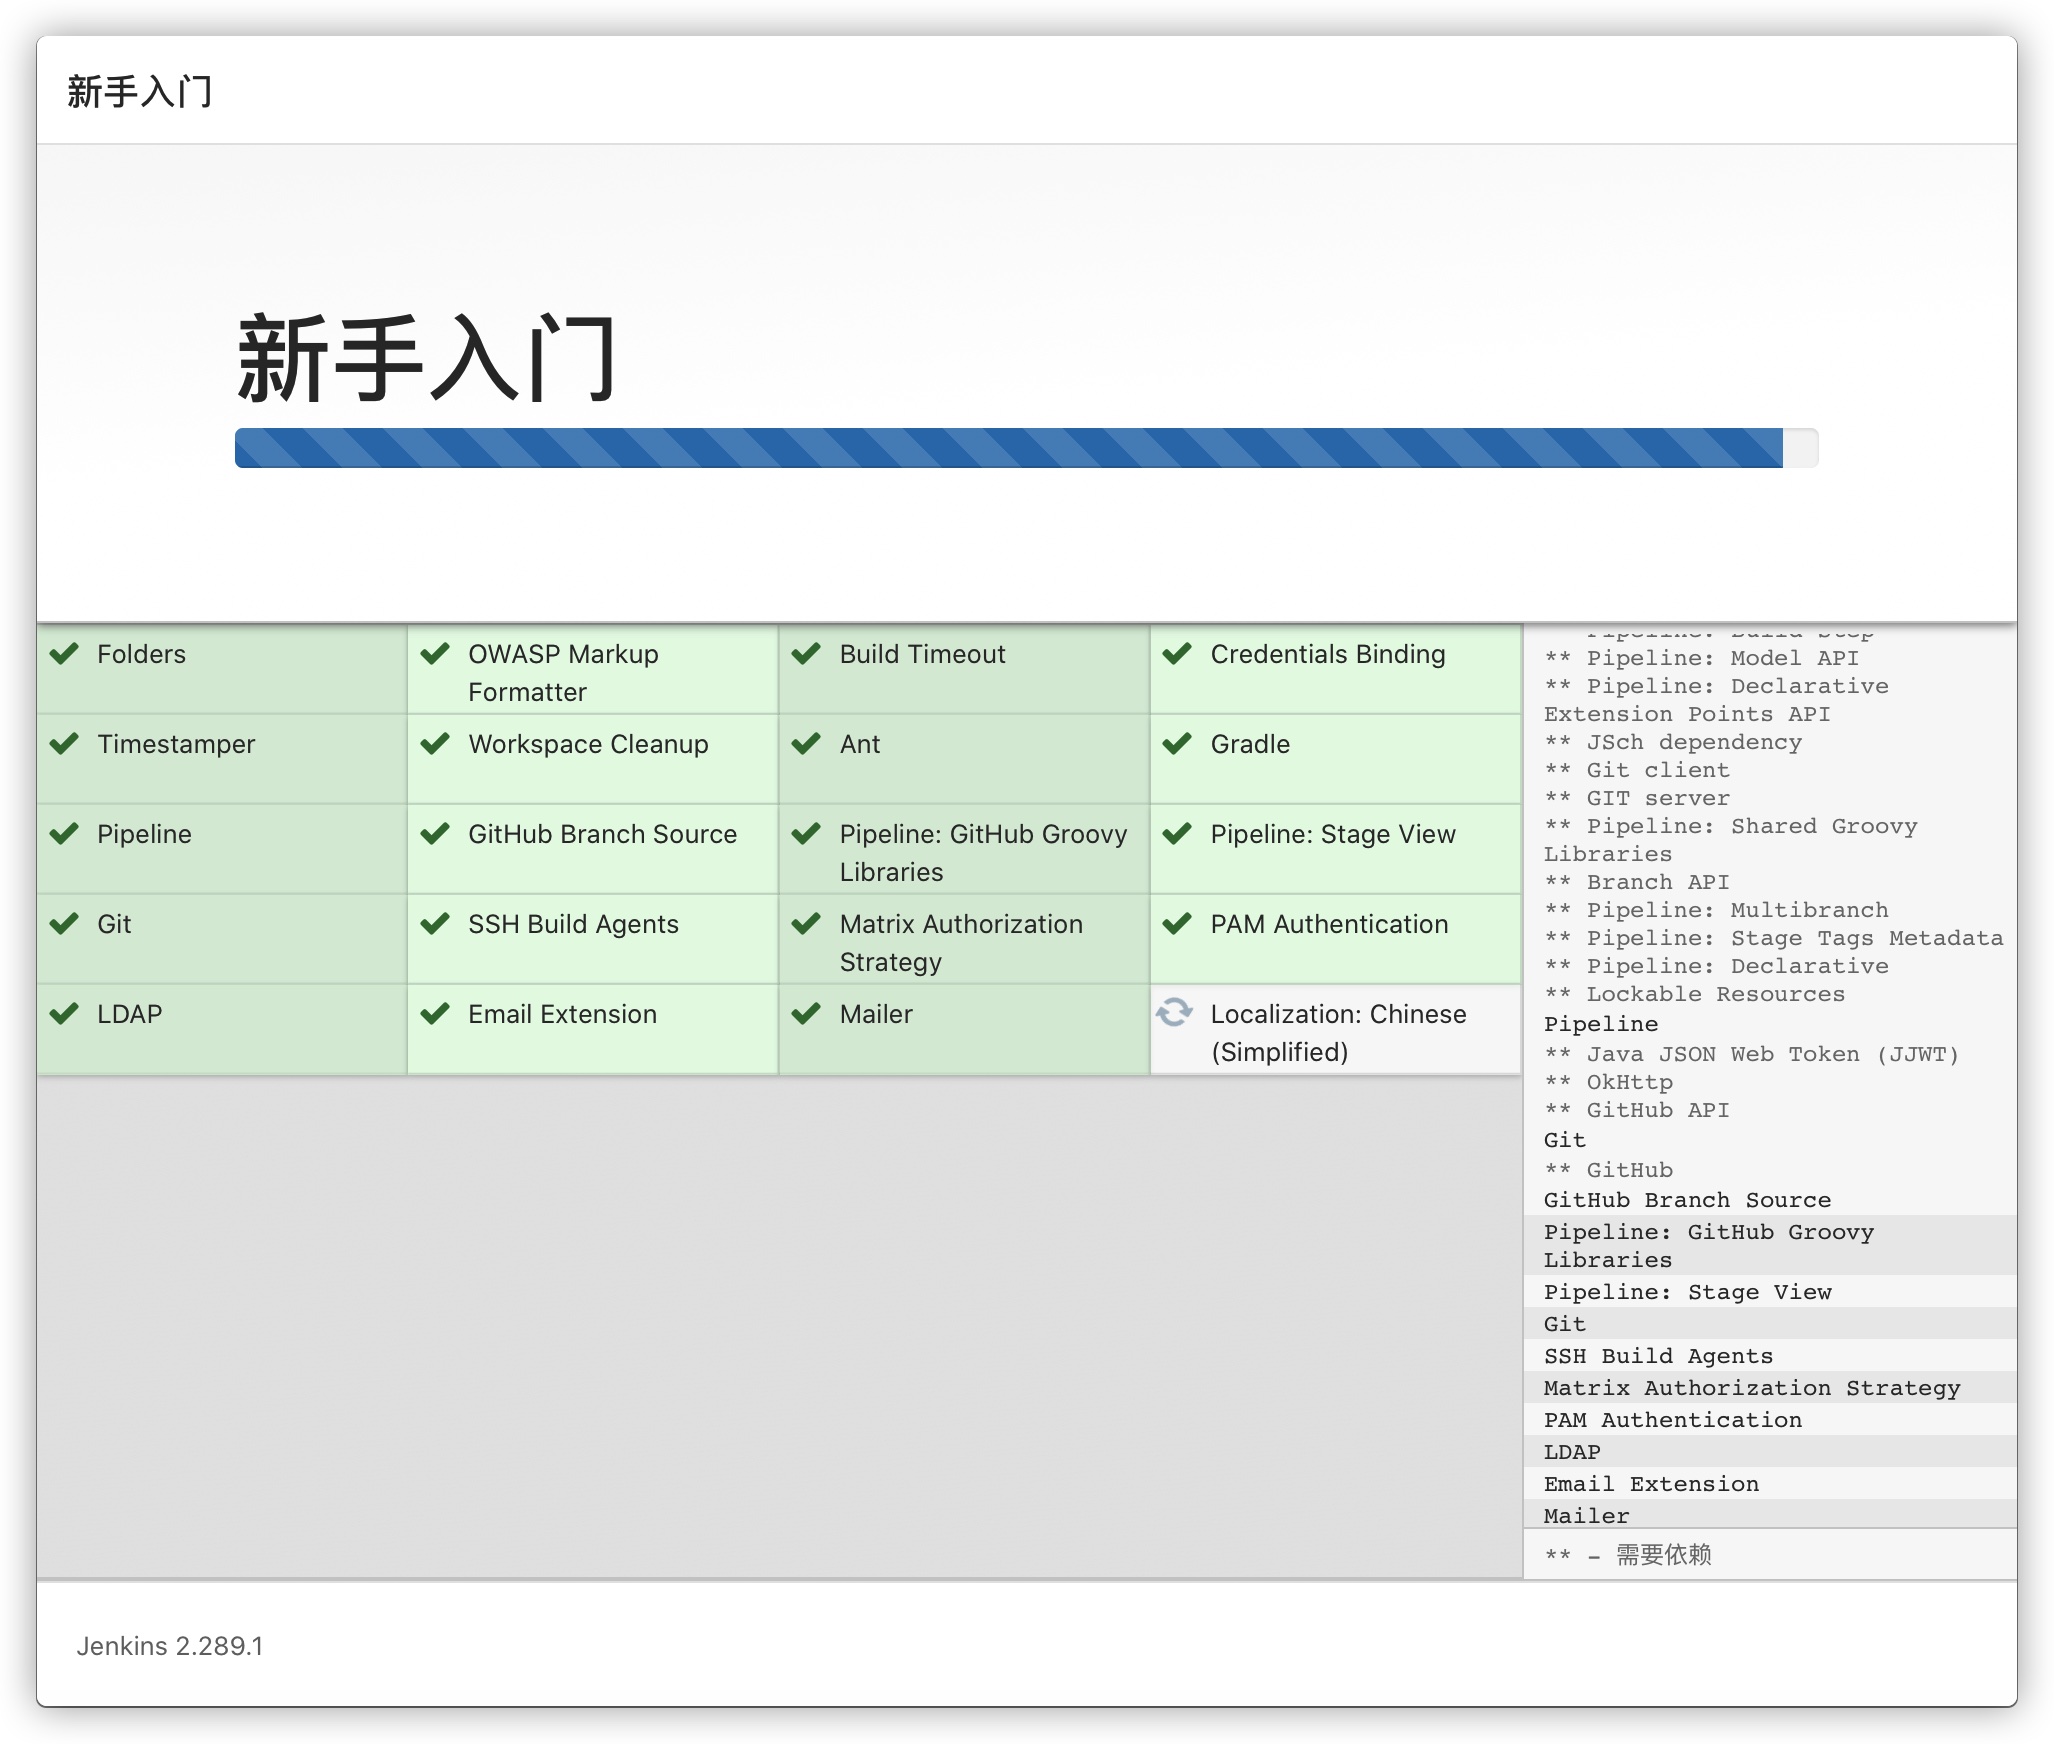 新手入门
新手入门
Folders
OWASP Markup
Formatter
Build Timeout
Credentials Binding
Timestamper
Workspace Cleanup
Ant
Gradle
Pipeline
GitHub Branch Source
Pipeline: GitHub Groovy
Libraries
Pipeline: Stage View
Git
SSH Build Agents
Matrix Authorization
Strategy
PAM Authentication
LDAP
Email Extension
Mailer
Localization: Chinese
(Simplified)
Pipeline: Build Step
** Pipeline: Model API
** Pipeline: Declarative
Extension Points API
** JSch dependency
** Git client
** GIT server
** Pipeline: Shared Groovy
Libraries
** Branch API
** Pipeline: Multibranch
** Pipeline: Stage Tags Metadata
** Pipeline: Declarative
** Lockable Resources
Pipeline
** Java JSON Web Token (JJWT)
** OkHttp
** GitHub API
Git
** GitHub
GitHub Branch Source
Pipeline: GitHub Groovy
Libraries
Pipeline: Stage View
Git
SSH Build Agents
Matrix Authorization Strategy
PAM Authentication
LDAP
Email Extension
Mailer
** – 需要依赖
Jenkins 2.289.1